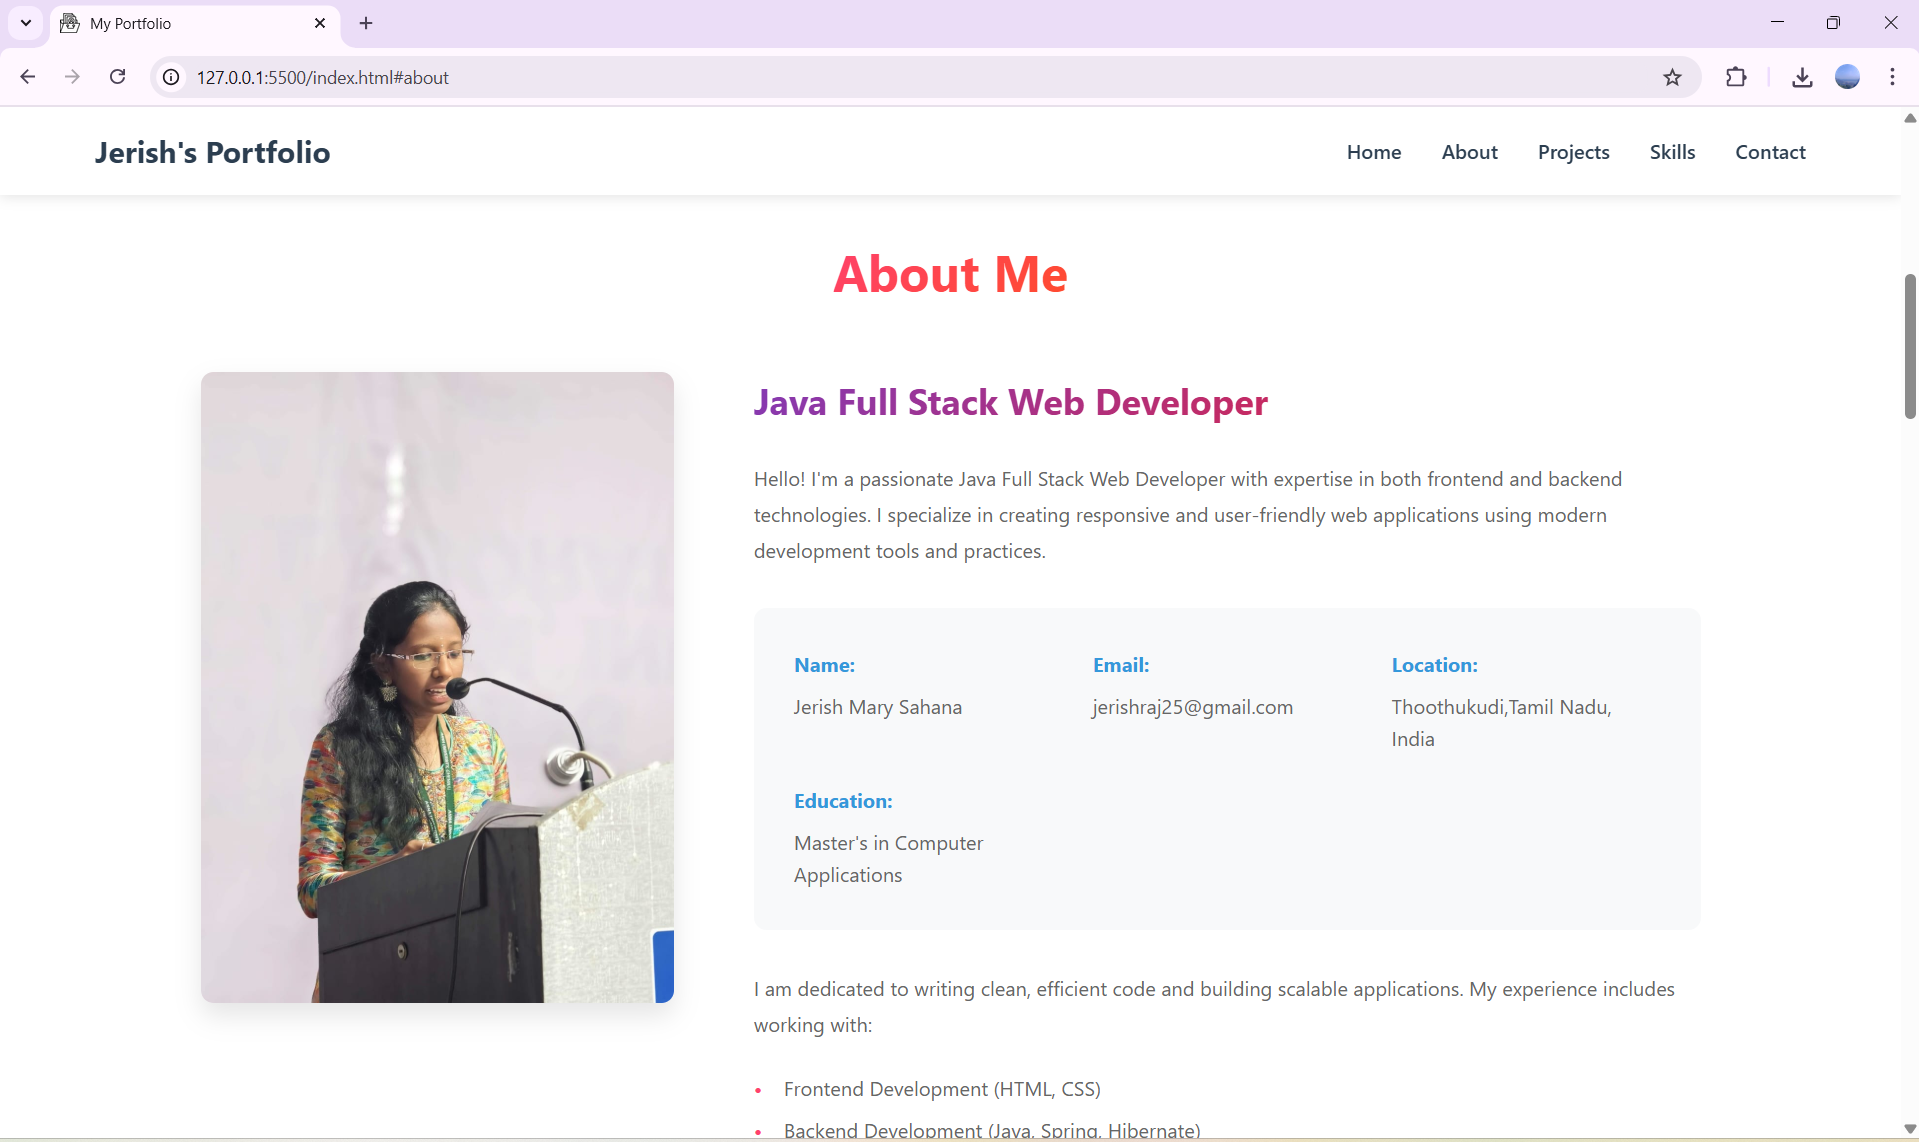 My Portfolio
127.0.0.1:5500/index.html#about
Jerish's Portfolio
Home
About
Projects
Skills
Contact
About Me
Java Full Stack Web Developer
Hello! I'm a passionate Java Full Stack Web Developer with expertise in both frontend and backend
technologies. I specialize in creating responsive and user-friendly web applications using modern
development tools and practices.
Name:
Jerish Mary Sahana
Email:
jerishraj25@gmail.com
Location:
Thoothukudi,Tamil Nadu,
India
Education:
Master's in Computer
Applications
I am dedicated to writing clean, efficient code and building scalable applications. My experience includes
working with:
• Frontend Development (HTML, CSS)
• Backend Development (Java, Spring, Hibernate)